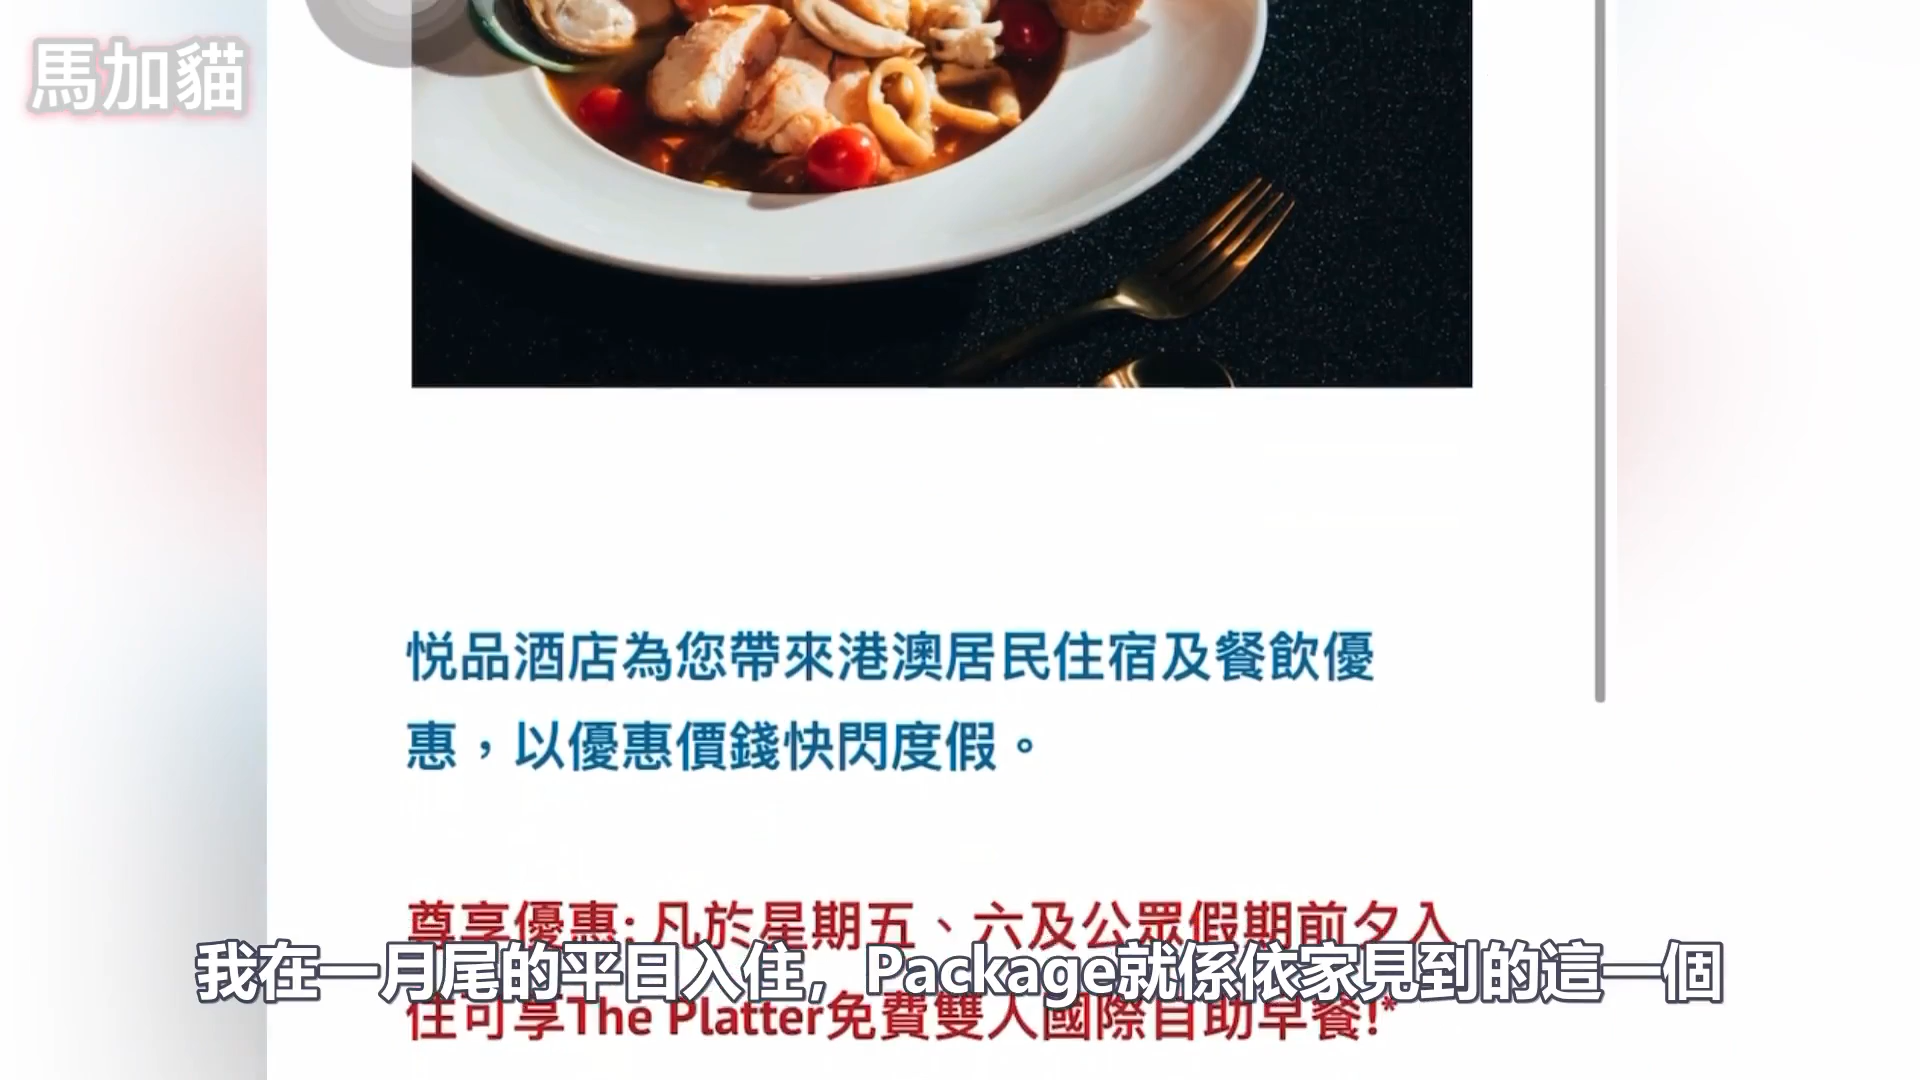 馬加貓
悦品酒店為您帶來港澳居民住宿及餐飲優
惠，以優惠價錢快閃度假。
尊享優惠: 凡於星期五、六及公眾假期前夕入
我在一月尾的平日入住，Package就係依家見到的這一個
住可享The Platter免費雙人國際自助早餐!*